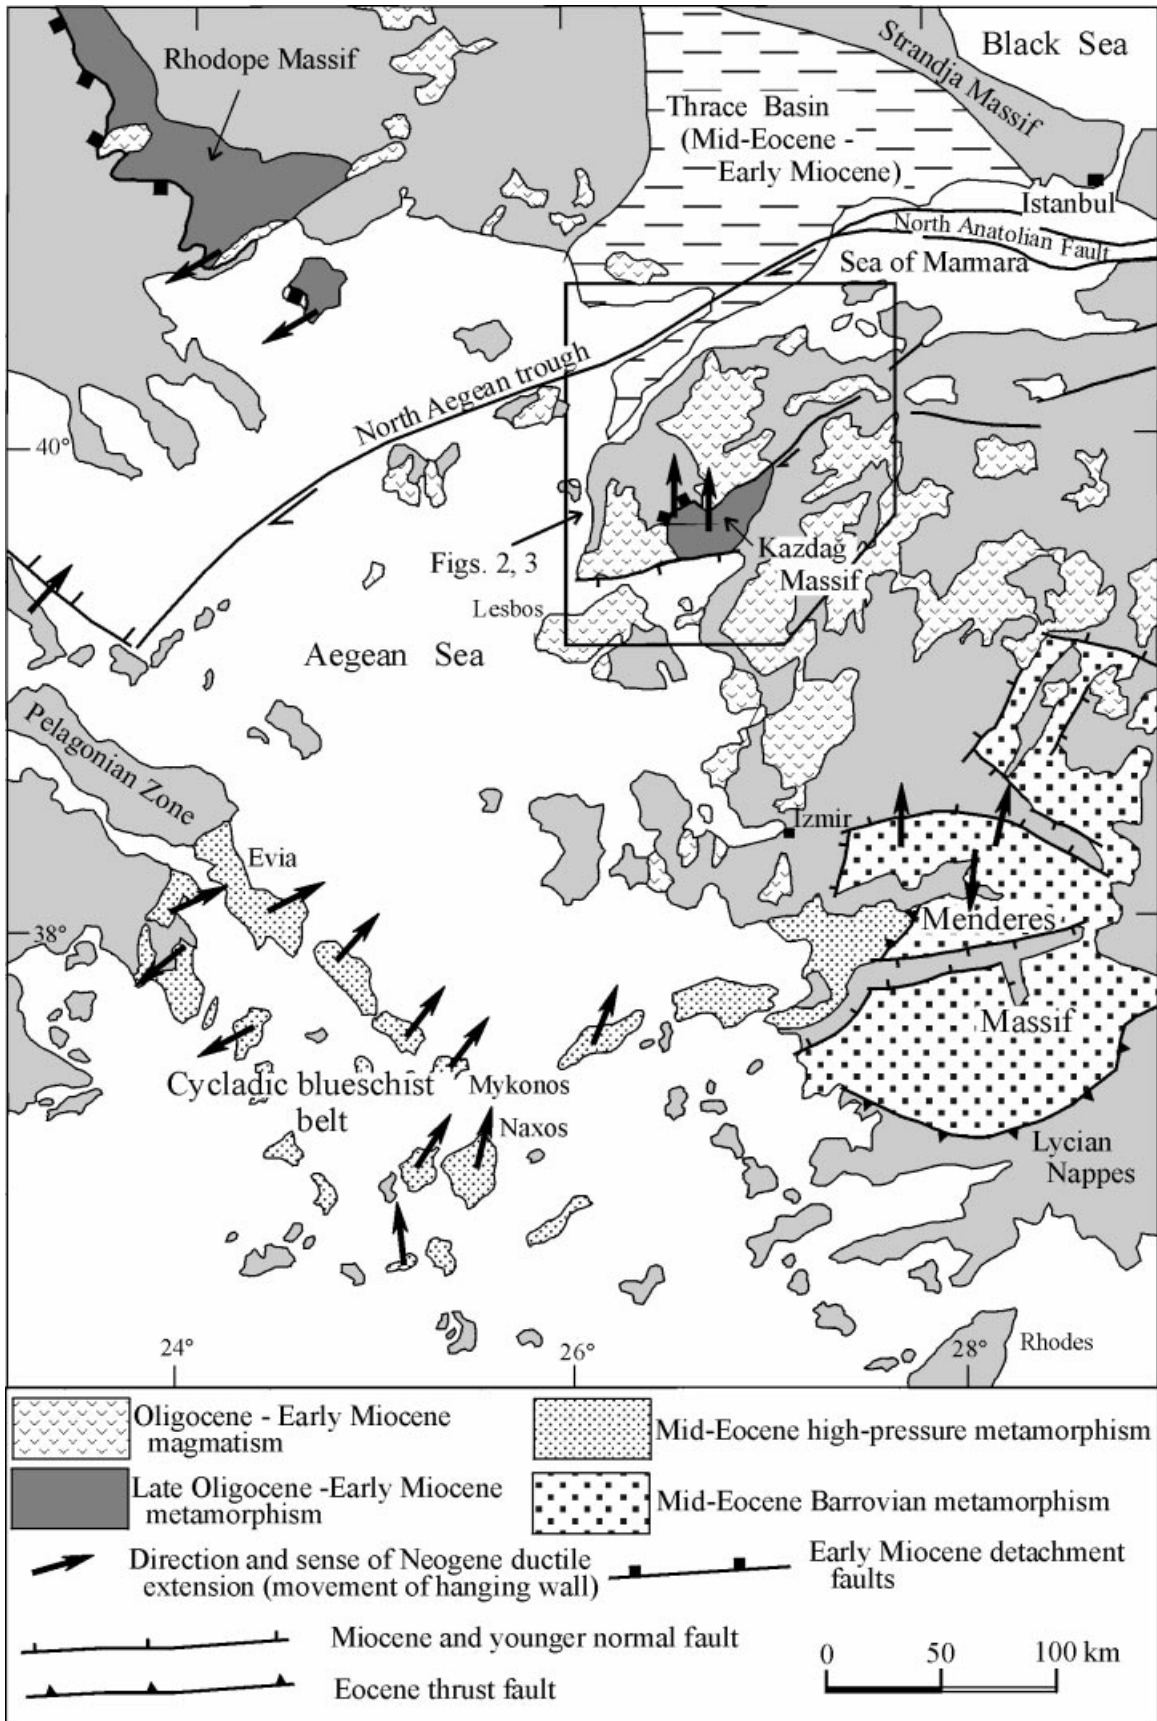 Black Sea
Strandja Massif
Rhodope Massif
Thrace Basin
(Mid-Eocene -
Early Miocene)
Istanbul
North Anatolian Fault
Sea of Marmara
North Aegean trough
40°
Figs. 2, 3
Kazdag
Massif
Lesbos
Aegean Sea
Pelagonian Zone
Izmir
Evia
38°
Menderes
Massif
Cycladic blueschist
belt
Mykonos
Naxos
Lycian
Nappes
24°
26°
28°
Rhodes
Oligocene - Early Miocene
magmatism
Mid-Eocene high-pressure metamorphism
Late Oligocene -Early Miocene
metamorphism
Mid-Eocene Barrovian metamorphism
Direction and sense of Neogene ductile
extension (movement of hanging wall)
Early Miocene detachment
faults
Miocene and younger normal fault
Eocene thrust fault
0 50 100 km